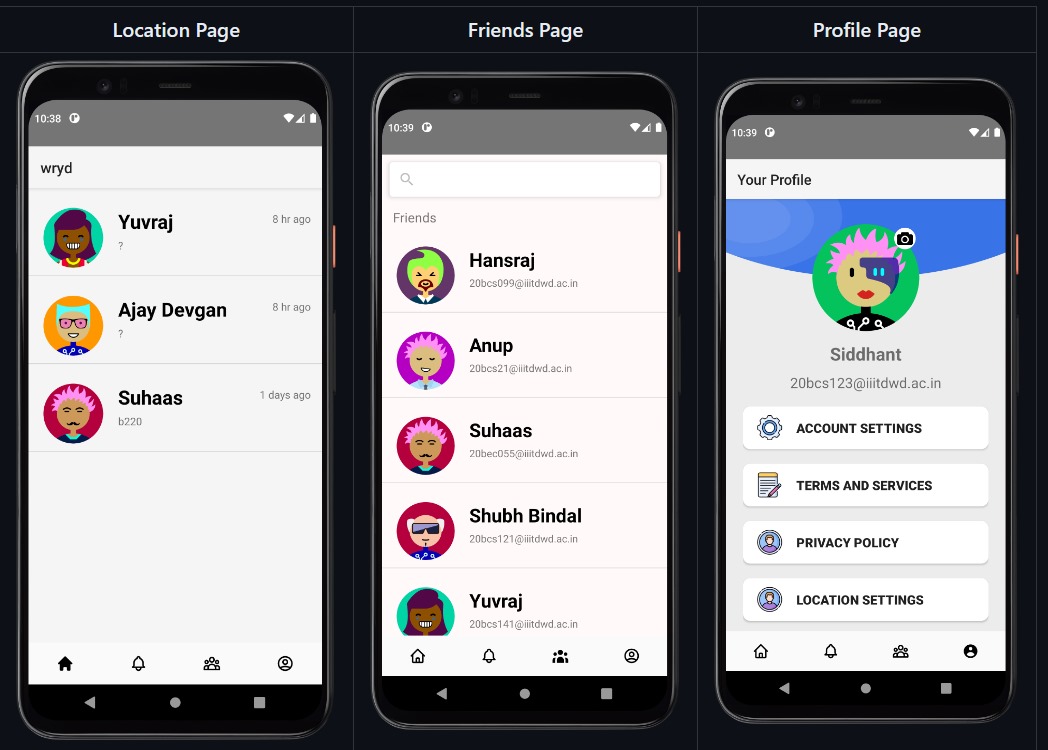 Location Page
Friends Page
Profile Page
10:38
wryd
Yuvraj
8 hr ago
?
Ajay Devgan
8 hr ago
?
Suhaas
1 days ago
b220
10:39
Friends
Hansraj
20bcs099@iiitdwd.ac.in
Anup
20bcs21@iiitdwd.ac.in
Suhaas
20bec055@iiitdwd.ac.in
Shubh Bindal
20bcs121@iiitdwd.ac.in
Yuvraj
20bcs141@iiitdwd.ac.in
10:39
Your Profile
Siddhant
20bcs123@iiitdwd.ac.in
ACCOUNT SETTINGS
TERMS AND SERVICES
PRIVACY POLICY
LOCATION SETTINGS